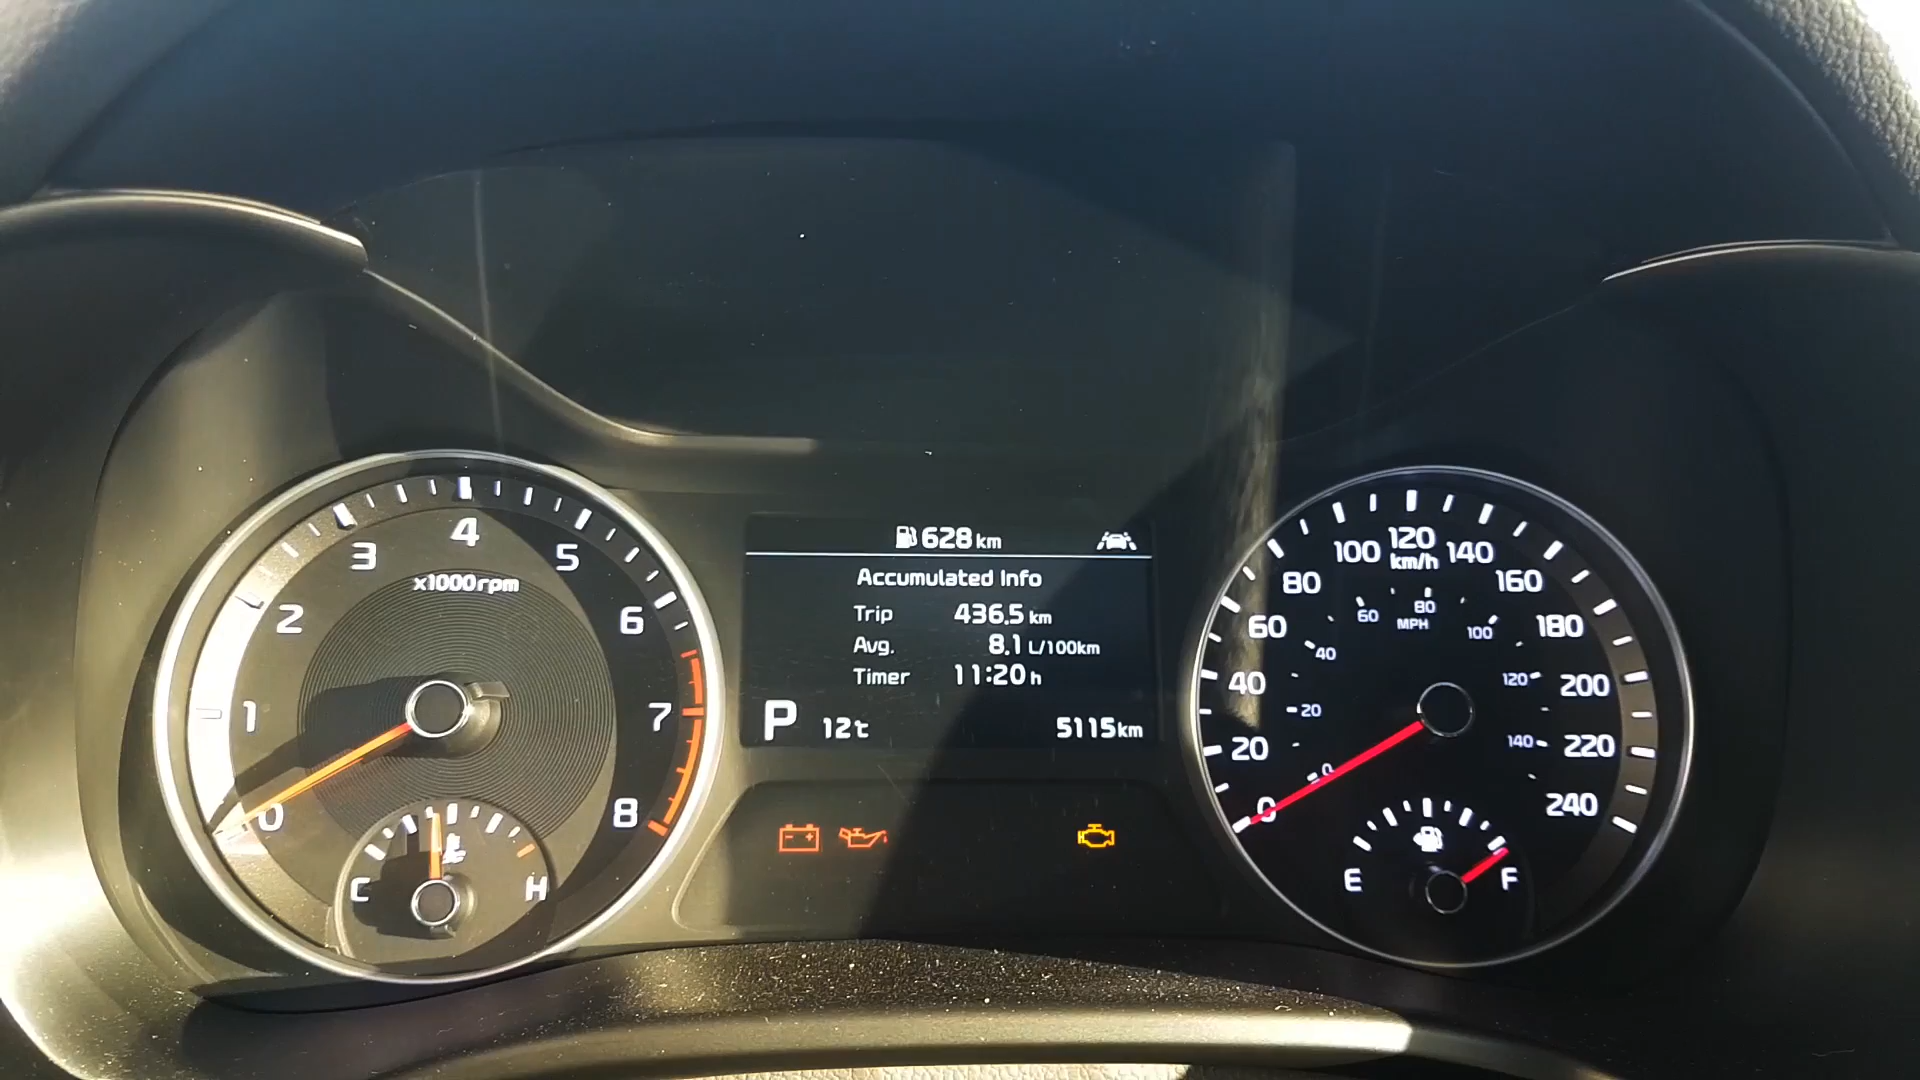 628 km
Accumulated Info
Trip 436.5 km
Avg. 8.1 L/100km
Timer 11:20 h
P 12℃ 5115km
0 1 2 3 4 5 6 7 8
x1000rpm
C H
0 20 40 60 80 100 120 140 160 180 200 220 240
km/h
0 20 40 60 80 100 120 140
MPH
E F